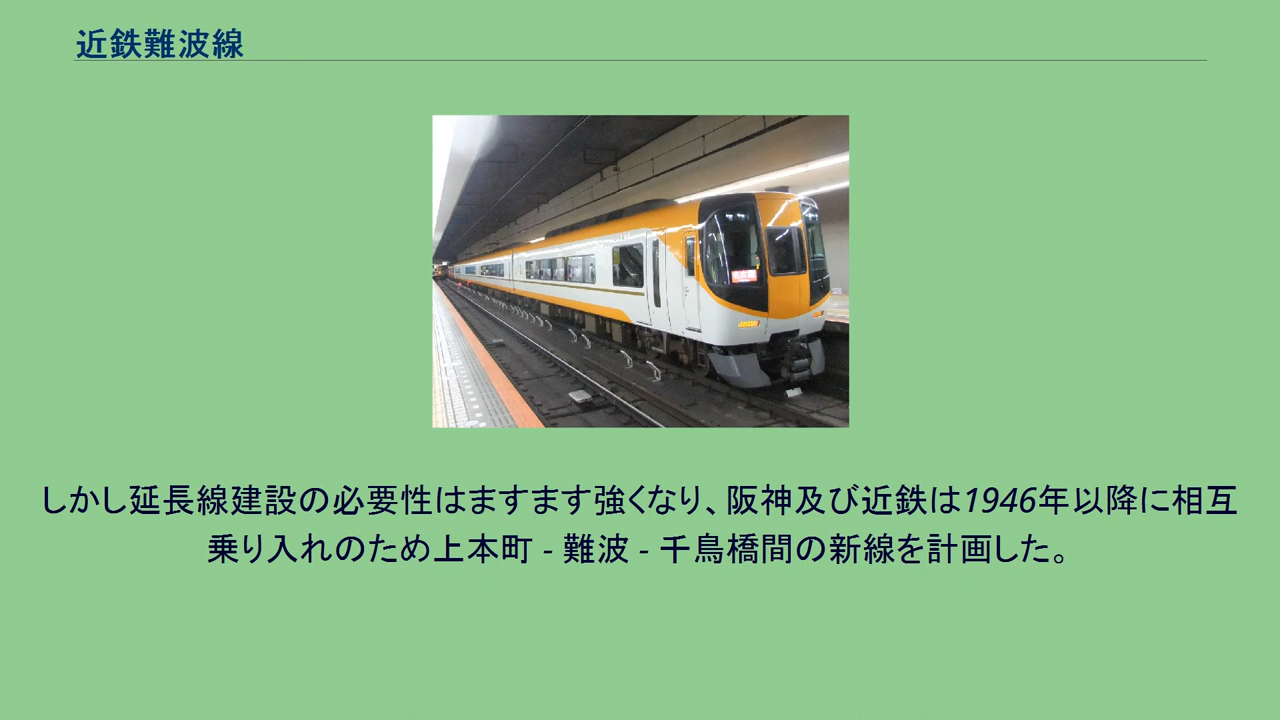 近鉄難波線
しかし延長線建設の必要性はますます強くなり、阪神及び近鉄は1946年以降に相互
乗り入れのため上本町 - 難波 - 千鳥橋間の新線を計画した。